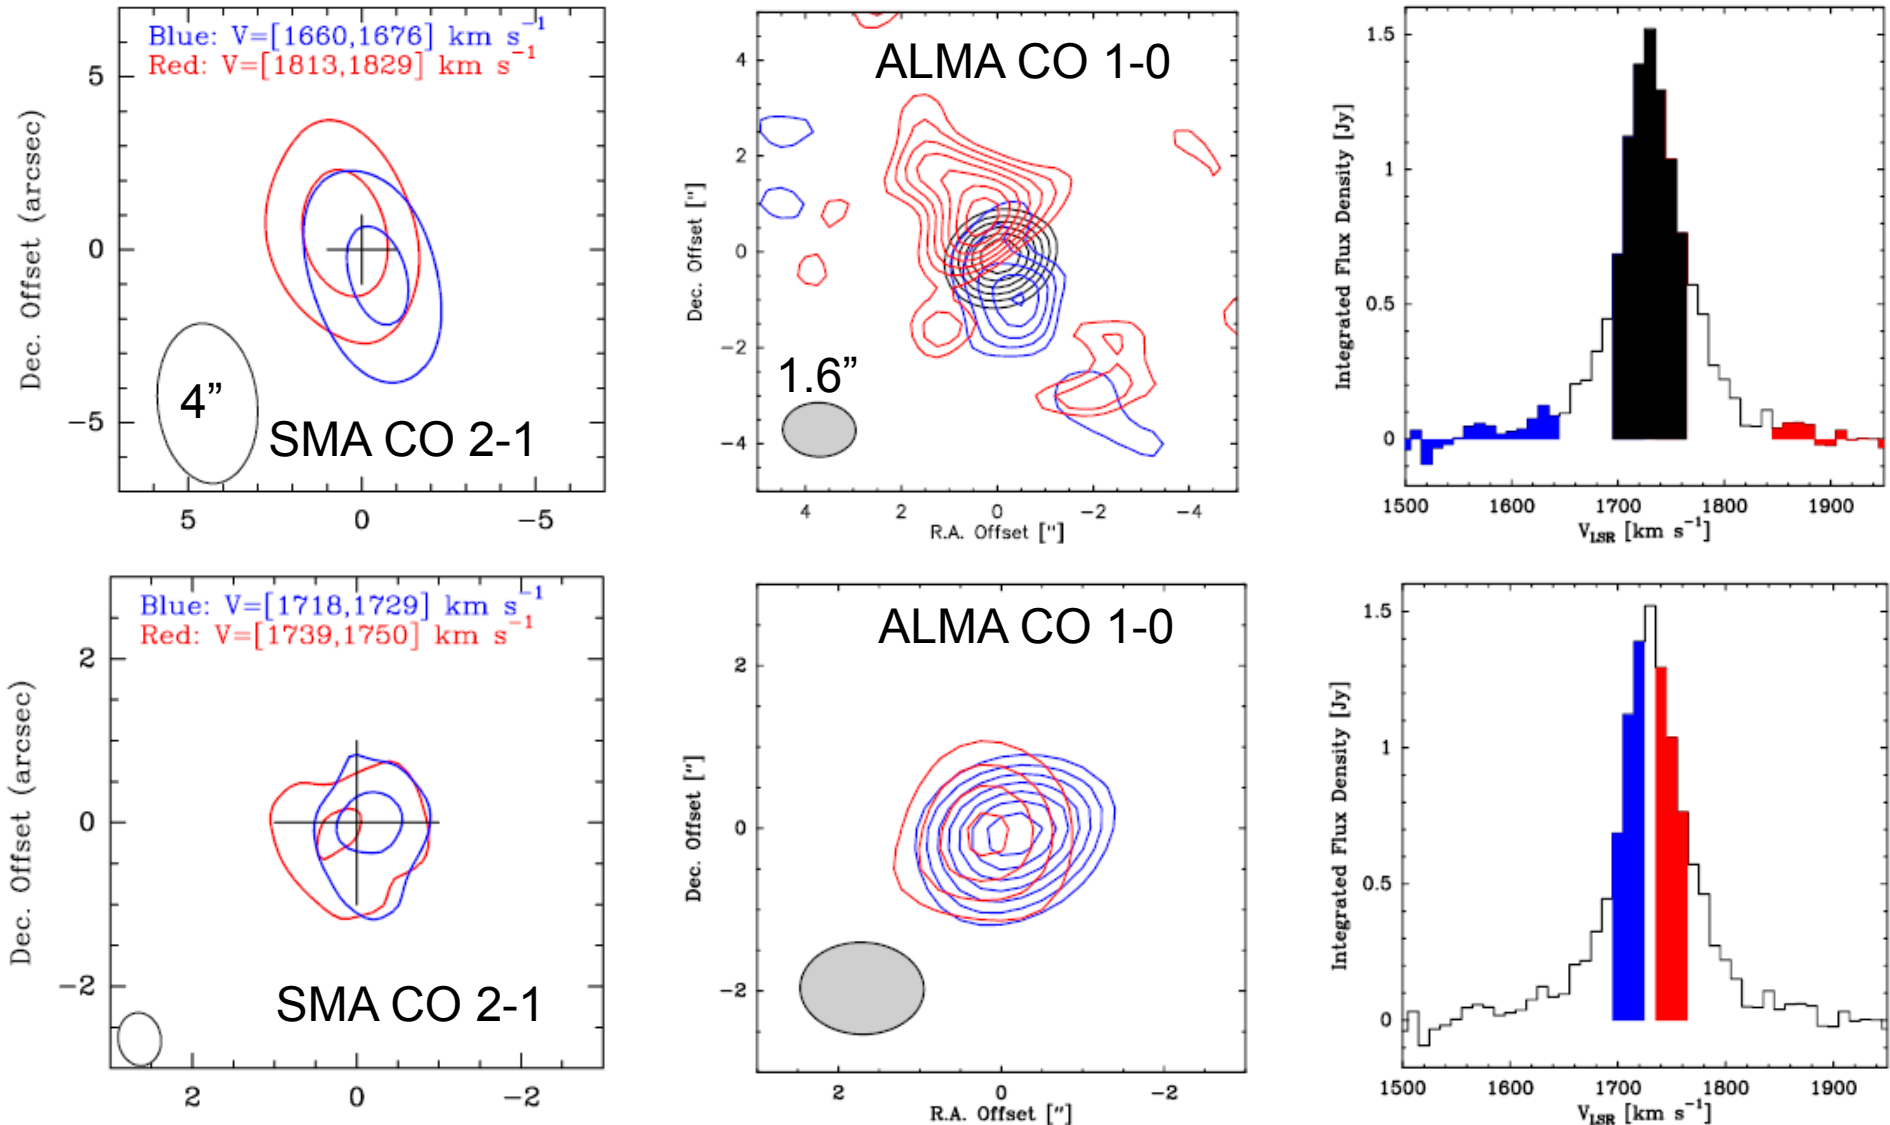 Blue: V=[1660,1676] km s⁻¹
Red: V=[1813,1829] km s⁻¹
Dec. Offset (arcsec)
5
0
−5
4”
SMA CO 2-1
5
0
−5
ALMA CO 1-0
Dec. Offset ["]
4
2
0
−2
−4
1.6”
4
2
0
−2
−4
R.A. Offset ["]
Integrated Flux Density [Jy]
1.5
1
0.5
0
1500
1600
1700
1800
1900
V_LSR [km s⁻¹]
Blue: V=[1718,1729] km s⁻¹
Red: V=[1739,1750] km s⁻¹
Dec. Offset (arcsec)
2
0
−2
SMA CO 2-1
2
0
−2
ALMA CO 1-0
Dec. Offset ["]
2
0
−2
2
0
−2
R.A. Offset ["]
Integrated Flux Density [Jy]
1.5
1
0.5
0
1500
1600
1700
1800
1900
V_LSR [km s⁻¹]